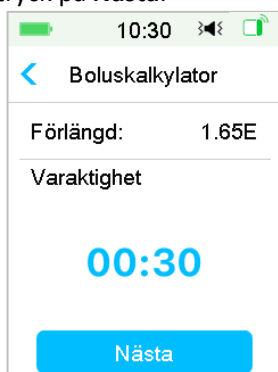 10:30
Boluskalkylator
Förlängd: 1.65E
Varaktighet
00:30
Nästa